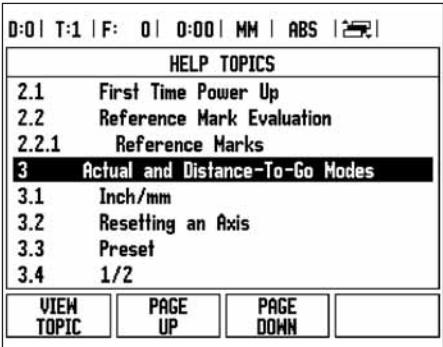 D:0 | T:1 | F: 0 | 0:00 | MM | ABS |
HELP TOPICS
2.1 First Time Power Up
2.2 Reference Mark Evaluation
2.2.1 Reference Marks
3 Actual and Distance-To-Go Modes
3.1 Inch/mm
3.2 Resetting an Axis
3.3 Preset
3.4 1/2
VIEW TOPIC
PAGE UP
PAGE DOWN